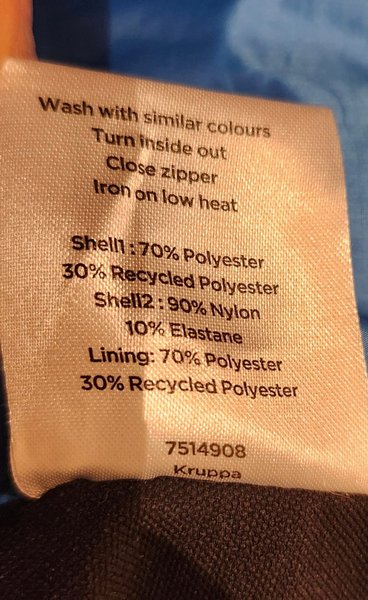 Wash with similar colours
Turn inside out
Close zipper
Iron on low heat
Shell1 : 70% Polyester
30% Recycled Polyester
Shell2 : 90% Nylon
10% Elastane
Lining: 70% Polyester
30% Recycled Polyester
7514908
Kruppa